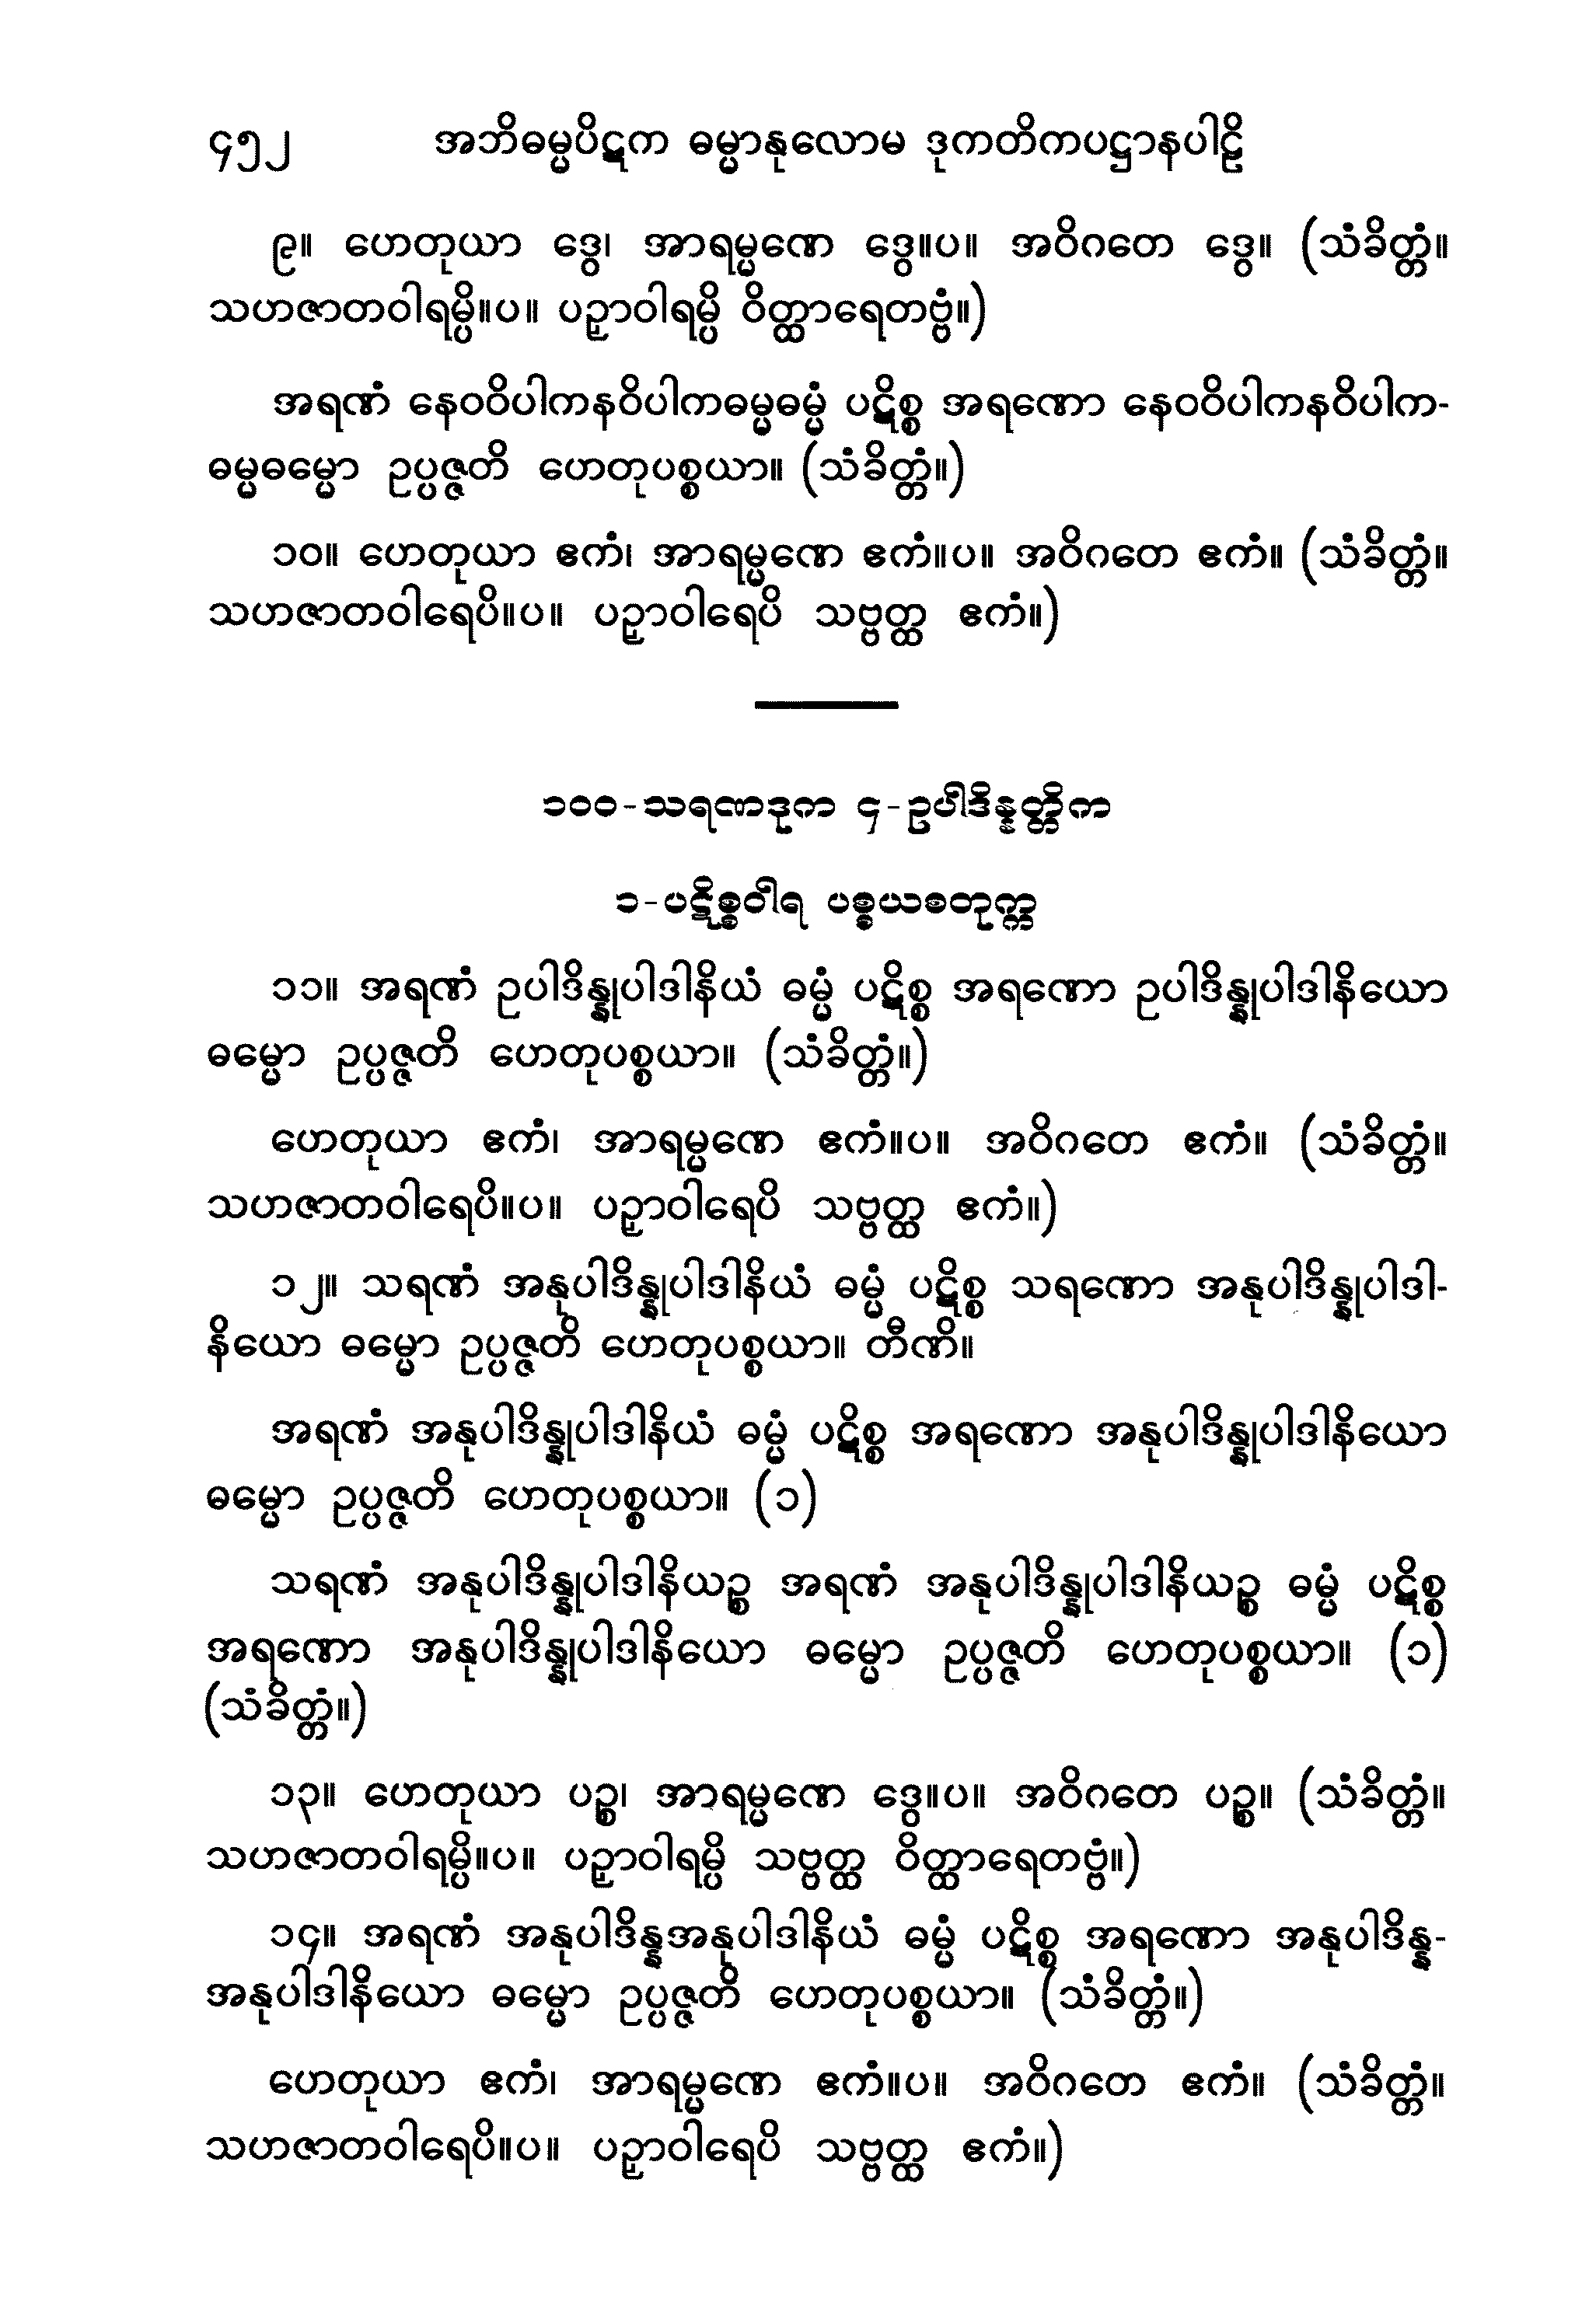 ၄၅၂ အဘိဓမ္မပိဋက ဓမ္မာနုလောမ ဒုကတိကပဋ္ဌာနပါဠိ
၉။ ဟေတုယာ ဒွေ၊ အာရမ္မဏေ ဒွေ။ပ။ အဝိဂတေ ဒွေ။ (သံခိတ္တံ။
သဟဇာတဝါရမ္ပိ။ပ။ ပဉှာဝါရမ္ပိ ဝိတ္ထာရေတဗ္ဗံ။)
အရဏံ နေဝဝိပါကနဝိပါကဓမ္မဓမ္မံ ပဋိစ္စ အရဏော နေဝဝိပါကနဝိပါက-
ဓမ္မဓမ္မော ဥပ္ပဇ္ဇတိ ဟေတုပစ္စယာ။ (သံခိတ္တံ။)
၁၀။ ဟေတုယာ ဧကံ၊ အာရမ္မဏေ ဧကံ။ပ။ အဝိဂတေ ဧကံ။ (သံခိတ္တံ။
သဟဇာတဝါရေပိ။ပ။ ပဉှာဝါရေပိ သဗ္ဗတ္ထ ဧကံ။)
၁၀၀-သရဏဒုက ၄-ဥပါဒိန္နတ္တိက
၁-ပဋိစ္စဝါရ ပစ္စယစတုက္က
၁၁။ အရဏံ ဥပါဒိန္နုပါဒါနိယံ ဓမ္မံ ပဋိစ္စ အရဏော ဥပါဒိန္နုပါဒါနိယော
ဓမ္မော ဥပ္ပဇ္ဇတိ ဟေတုပစ္စယာ။ (သံခိတ္တံ။)
ဟေတုယာ ဧကံ၊ အာရမ္မဏေ ဧကံ။ပ။ အဝိဂတေ ဧကံ။ (သံခိတ္တံ။
သဟဇာတဝါရေပိ။ပ။ ပဉှာဝါရေပိ သဗ္ဗတ္ထ ဧကံ။)
၁၂။ သရဏံ အနုပါဒိန္နုပါဒါနိယံ ဓမ္မံ ပဋိစ္စ သရဏော အနုပါဒိန္နုပါဒါ-
နိယော ဓမ္မော ဥပ္ပဇ္ဇတိ ဟေတုပစ္စယာ။ တီဏိ။
အရဏံ အနုပါဒိန္နုပါဒါနိယံ ဓမ္မံ ပဋိစ္စ အရဏော အနုပါဒိန္နုပါဒါနိယော
ဓမ္မော ဥပ္ပဇ္ဇတိ ဟေတုပစ္စယာ။ (၁)
သရဏံ အနုပါဒိန္နုပါဒါနိယဉ္စ အရဏံ အနုပါဒိန္နုပါဒါနိယဉ္စ ဓမ္မံ ပဋိစ္စ
အရဏော အနုပါဒိန္နုပါဒါနိယော ဓမ္မော ဥပ္ပဇ္ဇတိ ဟေတုပစ္စယာ။ (၁)
(သံခိတ္တံ။)
၁၃။ ဟေတုယာ ပဉ္စ၊ အာရမ္မဏေ ဒွေ။ပ။ အဝိဂတေ ပဉ္စ။ (သံခိတ္တံ။
သဟဇာတဝါရမ္ပိ။ပ။ ပဉှာဝါရမ္ပိ သဗ္ဗတ္ထ ဝိတ္ထာရေတဗ္ဗံ။)
၁၄။ အရဏံ အနုပါဒိန္နအနုပါဒါနိယံ ဓမ္မံ ပဋိစ္စ အရဏော အနုပါဒိန္န-
အနုပါဒါနိယော ဓမ္မော ဥပ္ပဇ္ဇတိ ဟေတုပစ္စယာ။ (သံခိတ္တံ။)
ဟေတုယာ ဧကံ၊ အာရမ္မဏေ ဧကံ။ပ။ အဝိဂတေ ဧကံ။ (သံခိတ္တံ။
သဟဇာတဝါရေပိ။ပ။ ပဉှာဝါရေပိ သဗ္ဗတ္ထ ဧကံ။)